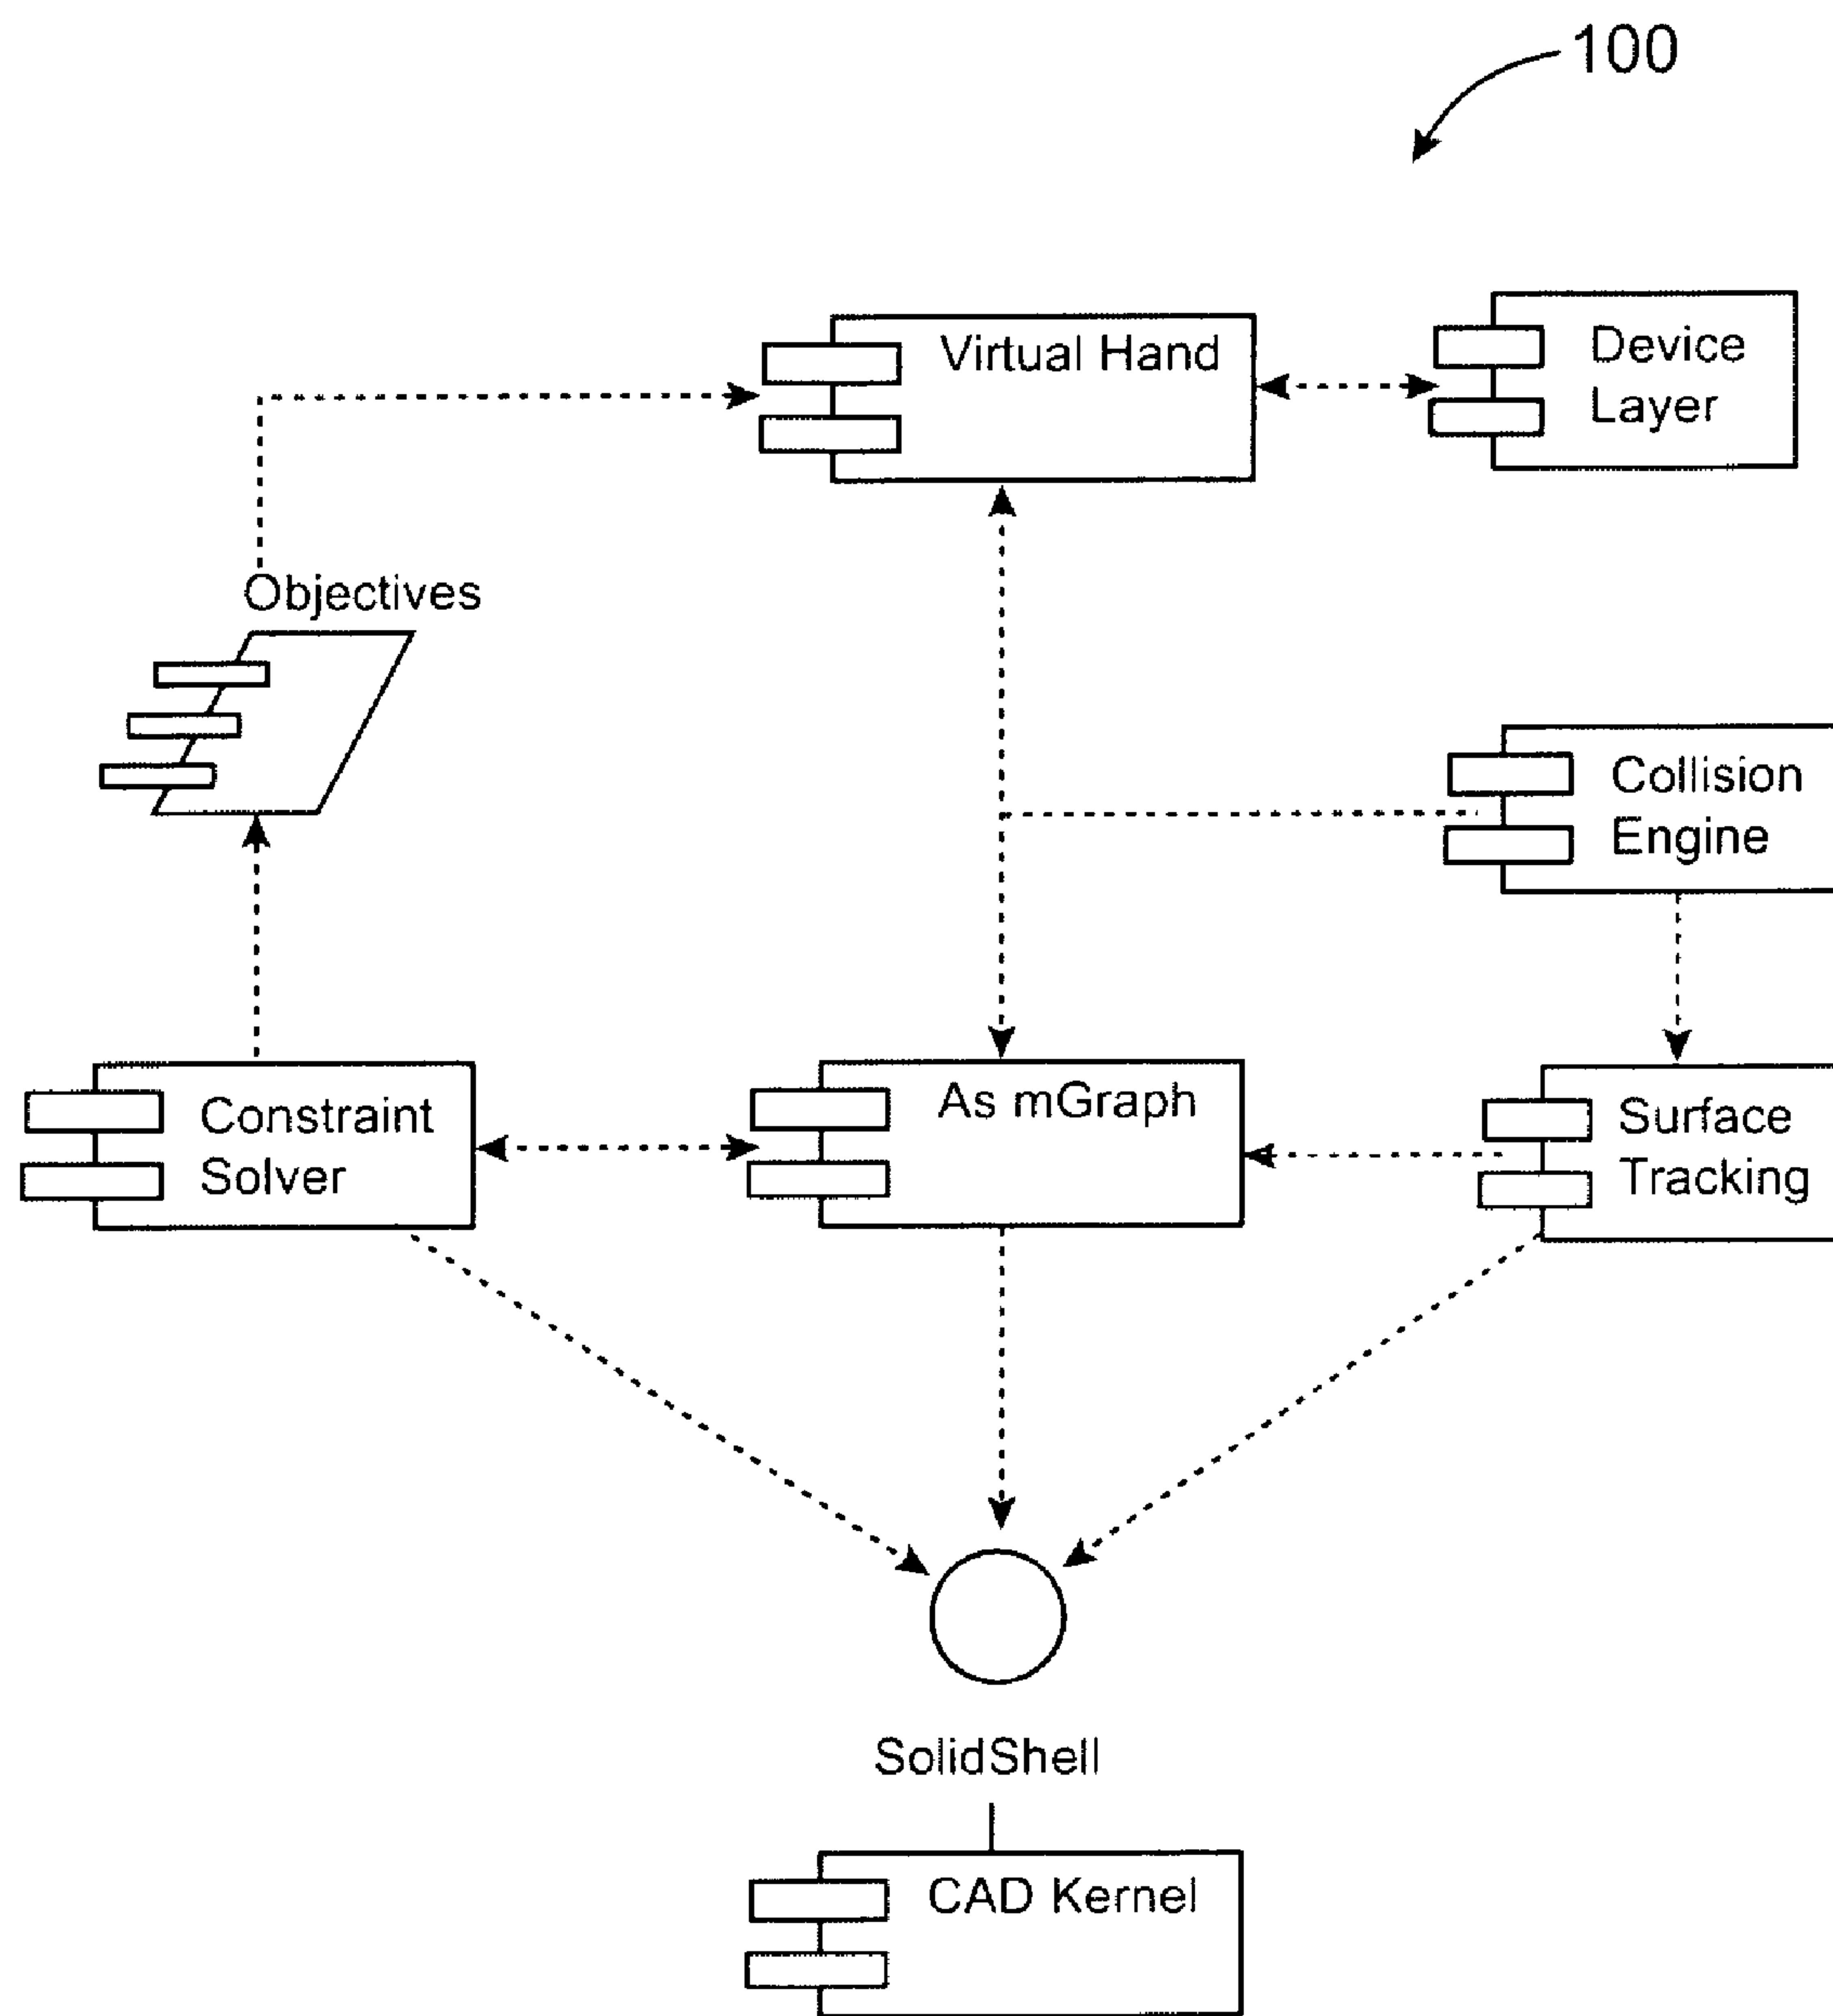 100
Virtual Hand
Device
Layer
Objectives
Collision
Engine
Constraint
Solver
As mGraph
Surface
Tracking
SolidShell
CAD Kernel